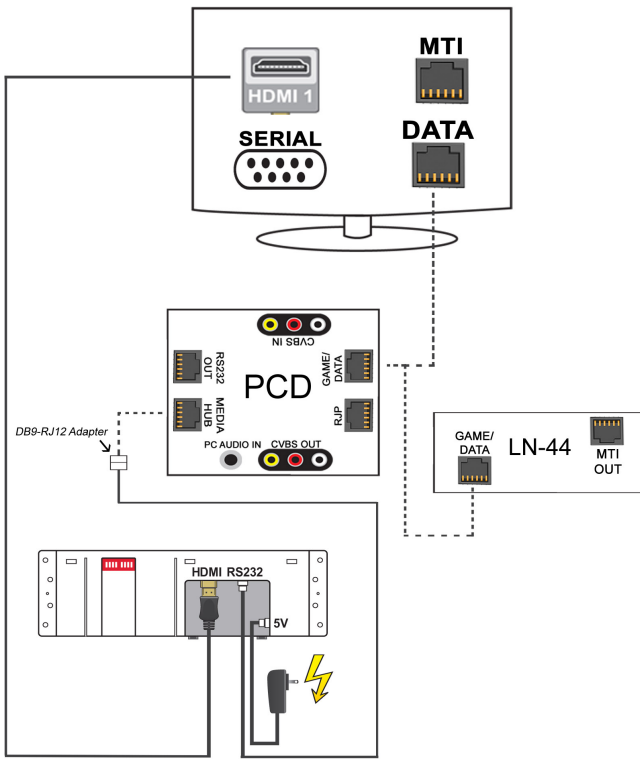 MTI
HDMI 1
SERIAL
DATA
CVBS IN
RS232
OUT
GAME/
DATA
PCD
MEDIA
HUB
RJP
DB9-RJ12 Adapter
PC AUDIO IN
CVBS OUT
GAME/
DATA
LN-44
MTI
OUT
HDMI RS232
5V